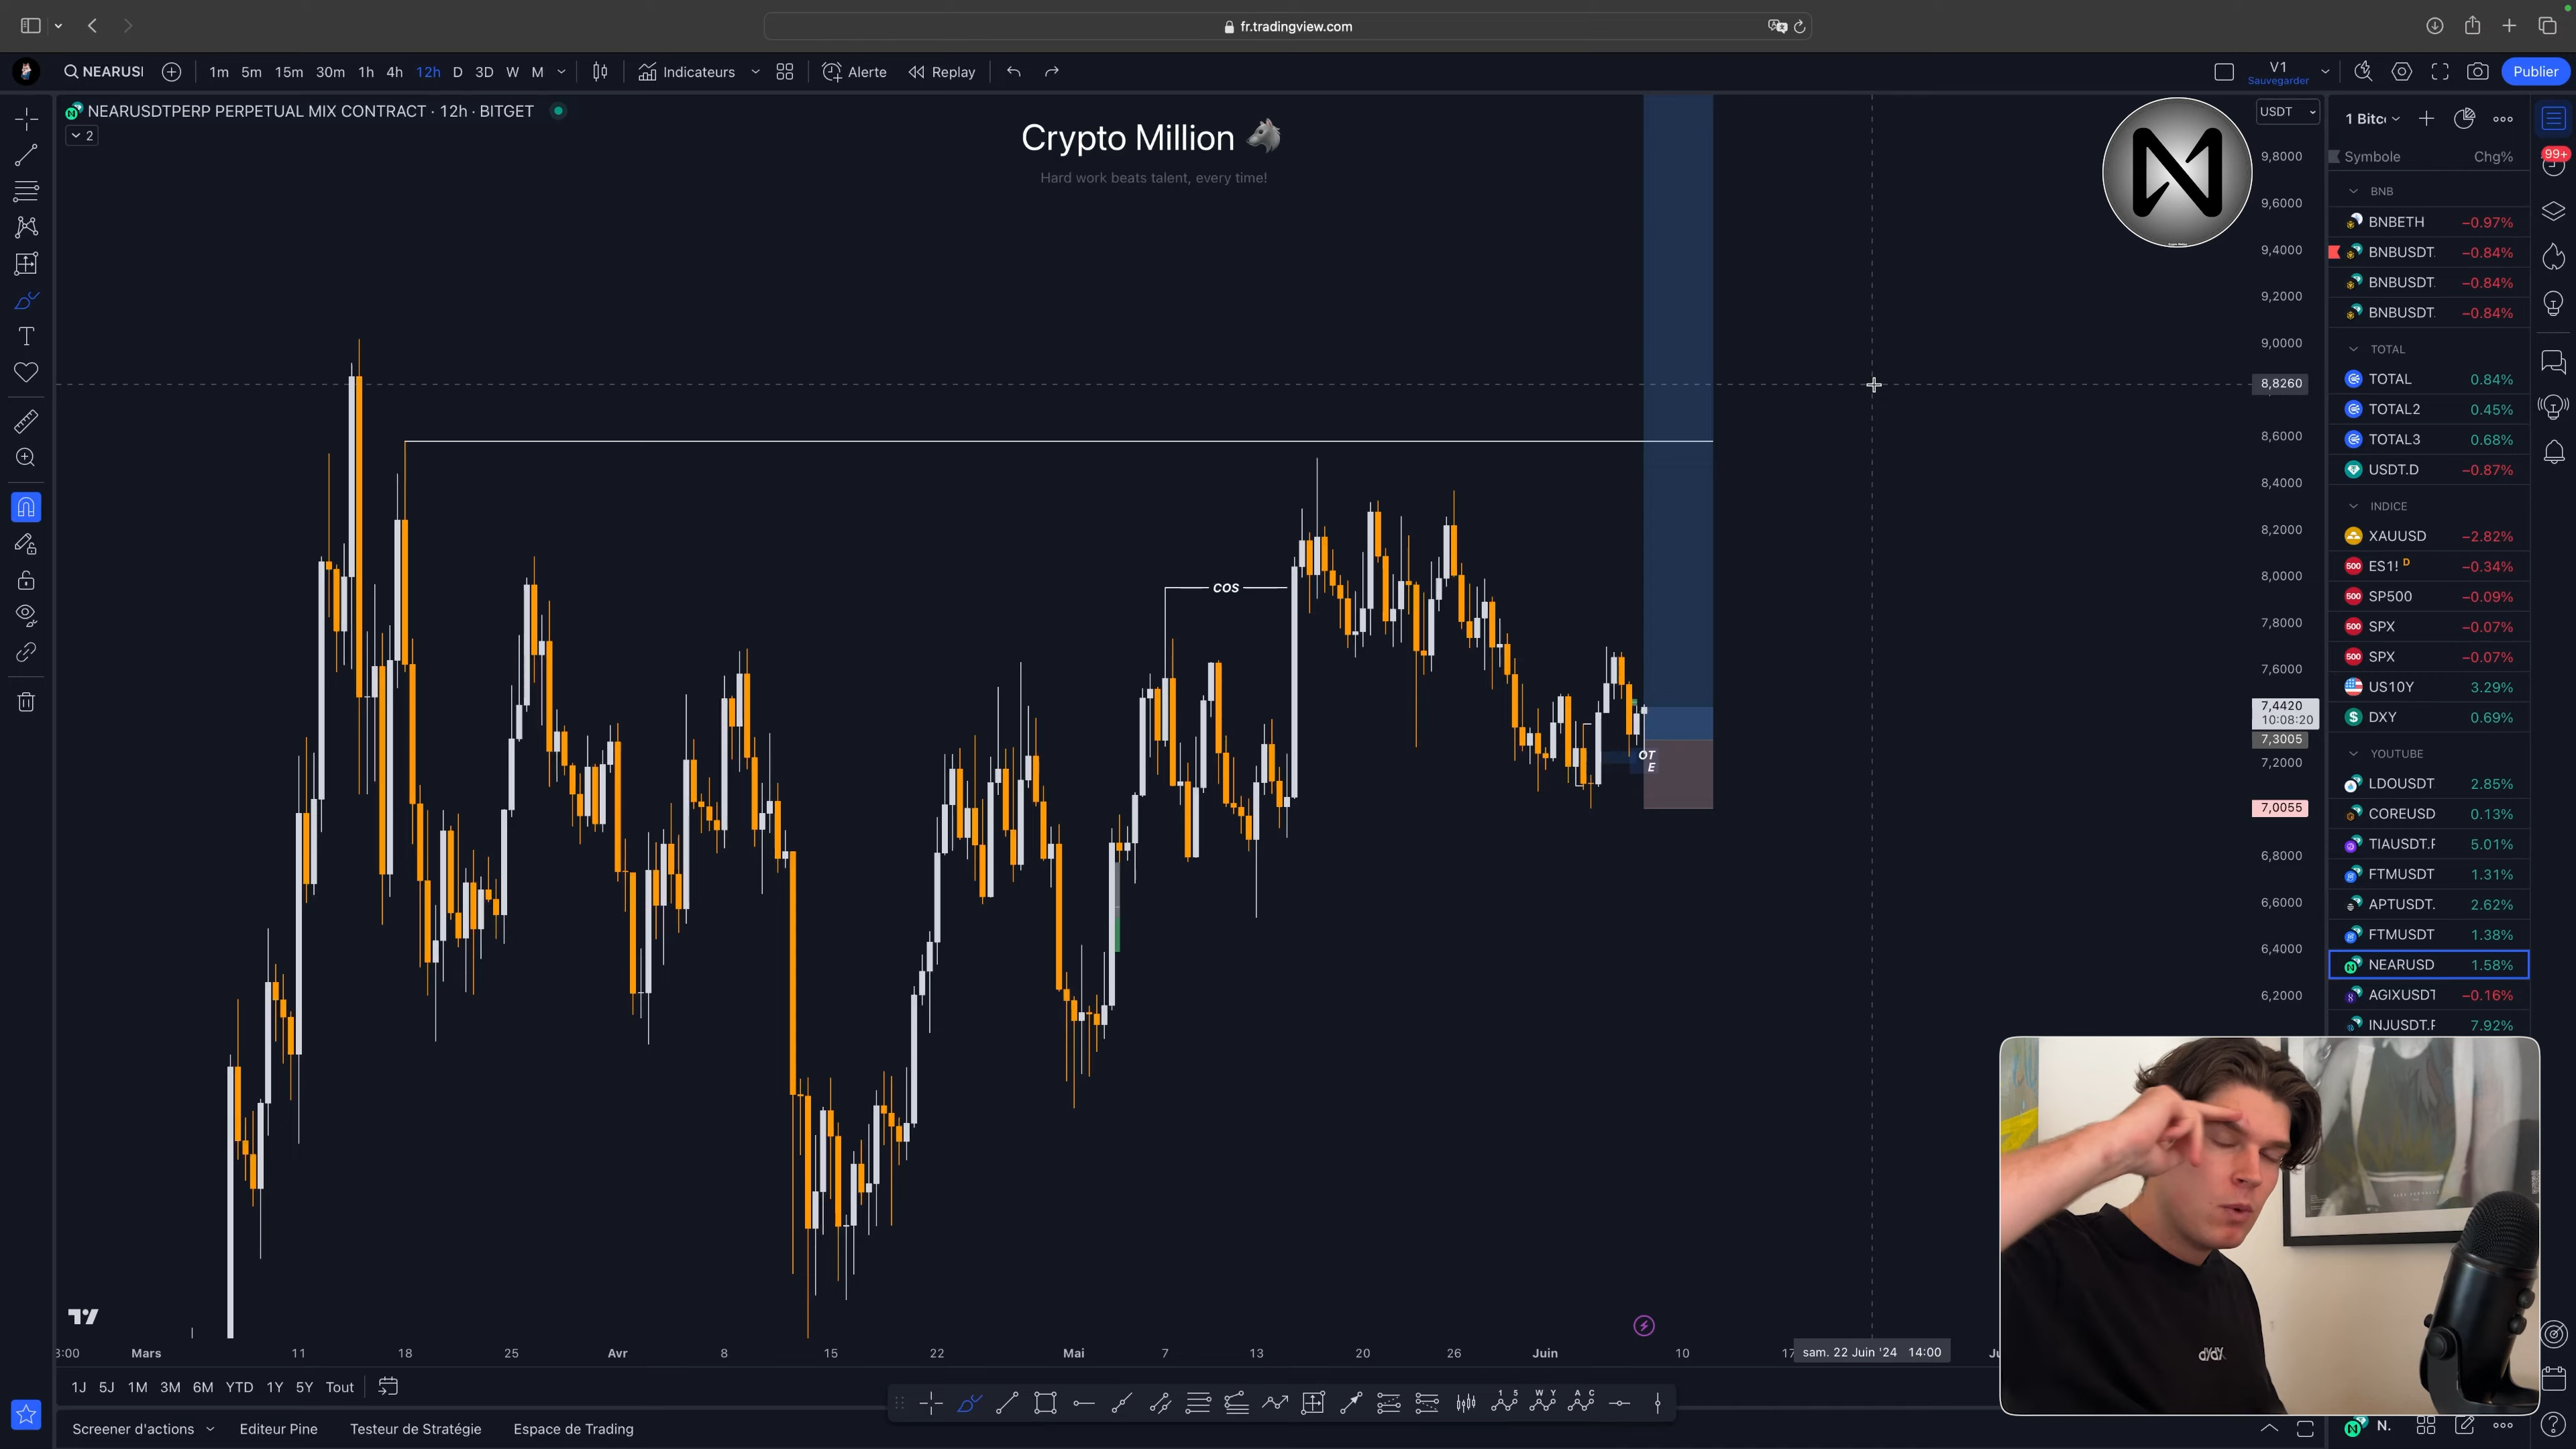 fr.tradingview.com
NEARUSI
1m 5m 15m 30m 1h 4h 12h D 3D W M
Indicateurs
Alerte
Replay
V1
Sauvegarder
Publier
NEARUSDTPERP PERPETUAL MIX CONTRACT · 12h · BITGET
2
Crypto Million
Hard work beats talent, every time!
COS
OT
E
USDT
9,8000
9,6000
9,4000
9,2000
9,0000
8,8260
8,6000
8,4000
8,2000
8,0000
7,8000
7,6000
7,4420
10:08:20
7,3005
7,2000
7,0055
6,8000
6,6000
6,4000
6,2000
1 Bitc
99+
Symbole Chg%
BNB
BNBETH −0.97%
BNBUSDT −0.84%
BNBUSDT −0.84%
BNBUSDT −0.84%
TOTAL
TOTAL 0.84%
TOTAL2 0.45%
TOTAL3 0.68%
USDT.D −0.87%
INDICE
XAUUSD −2.82%
ES1! D −0.34%
SP500 −0.09%
SPX −0.07%
SPX −0.07%
US10Y 3.29%
DXY 0.69%
YOUTUBE
LDOUSDT 2.85%
COREUSD 0.13%
TIAUSDT.F 5.01%
FTMUSDT 1.31%
APTUSDT. 2.62%
FTMUSDT 1.38%
NEARUSD 1.58%
AGIXUSDT −0.16%
INJUSDT.F 7.92%
dYdX
3:00 Mars 11 18 25 Avr 8 15 22 Mai 7 13 20 26 Juin 10 17 sam. 22 Juin '24 14:00
1J 5J 1M 3M 6M YTD 1Y 5Y Tout
Screener d'actions
Editeur Pine
Testeur de Stratégie
Espace de Trading
N.